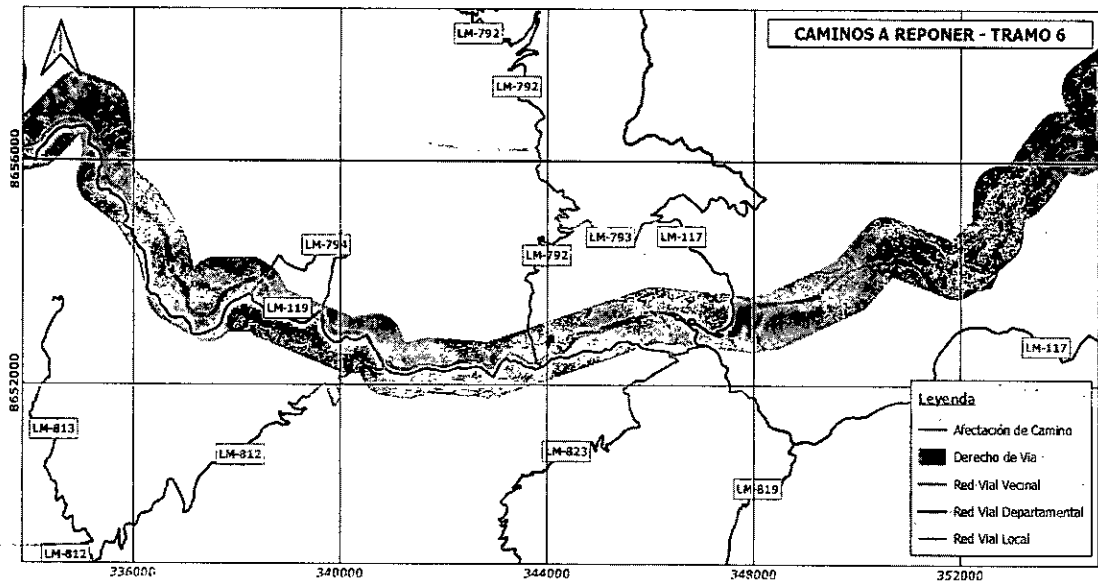 LM-792
CAMINOS A REPONER - TRAMO 6
LM-792
8656000
LM-794
LM-793
LM-117
LM-792
LM-119
LM-117
8652000
LM-813
LM-812
LM-823
LM-819
LM-812
Leyenda
Afectación de Camino
Derecho de Vía
Red Vial Vecinal
Red Vial Departamental
Red Vial Local
336000
340000
344000
348000
352000